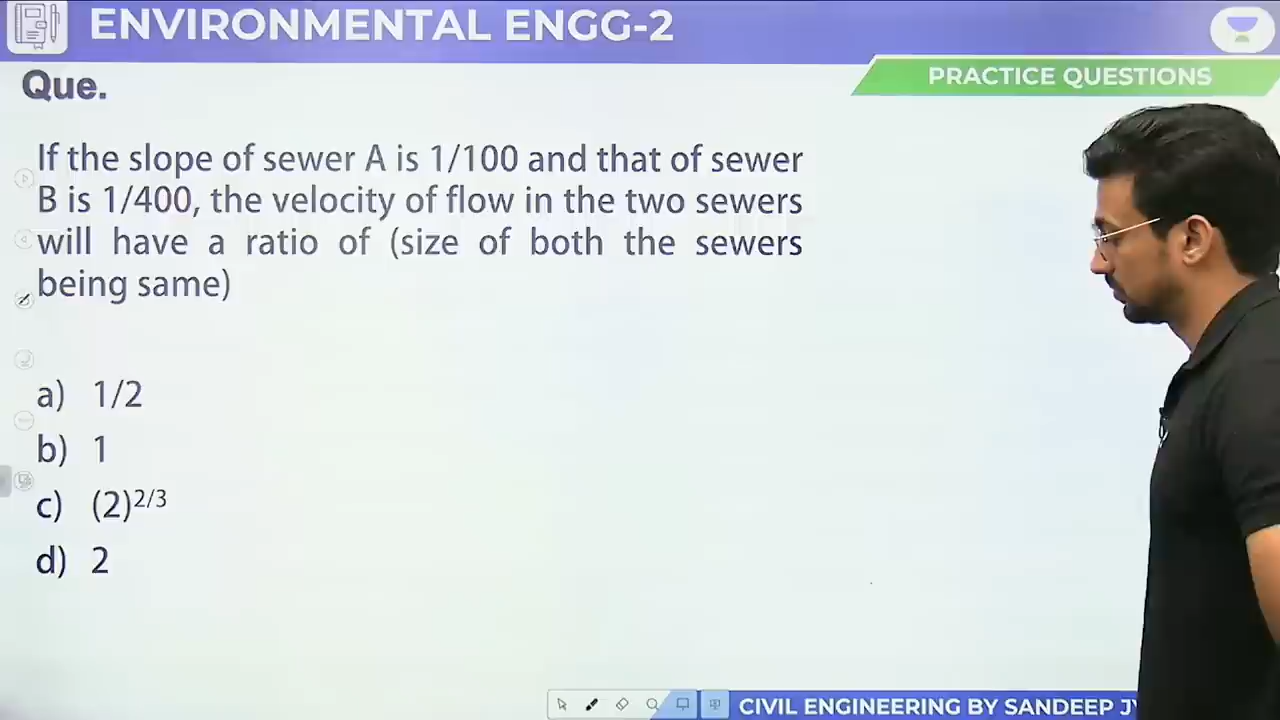 ENVIRONMENTAL ENGG-2
PRACTICE QUESTIONS
Que.
If the slope of sewer A is 1/100 and that of sewer
B is 1/400, the velocity of flow in the two sewers
will have a ratio of (size of both the sewers
being same)
a) 1/2
b) 1
c) (2)^{2/3}
d) 2
CIVIL ENGINEERING BY SANDEEP